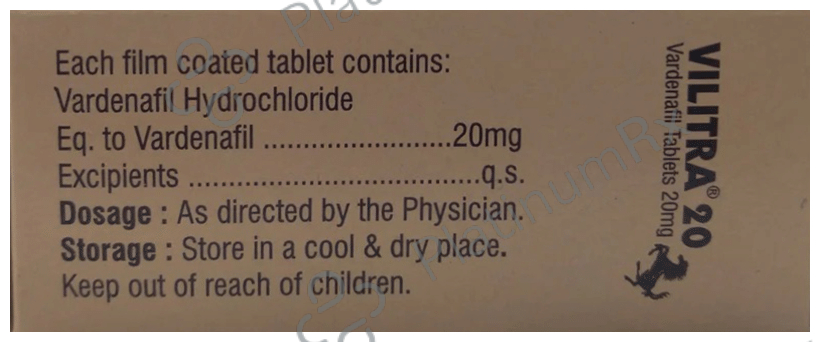 Each film coated tablet contains:
Vardenafil Hydrochloride
Eq. to Vardenafil ........................20mg
Excipients .....................................q.s.
Dosage : As directed by the Physician.
Storage : Store in a cool & dry place.
Keep out of reach of children.
VILITRA® 20
Vardenafil Tablets 20mg
PlatinumRx